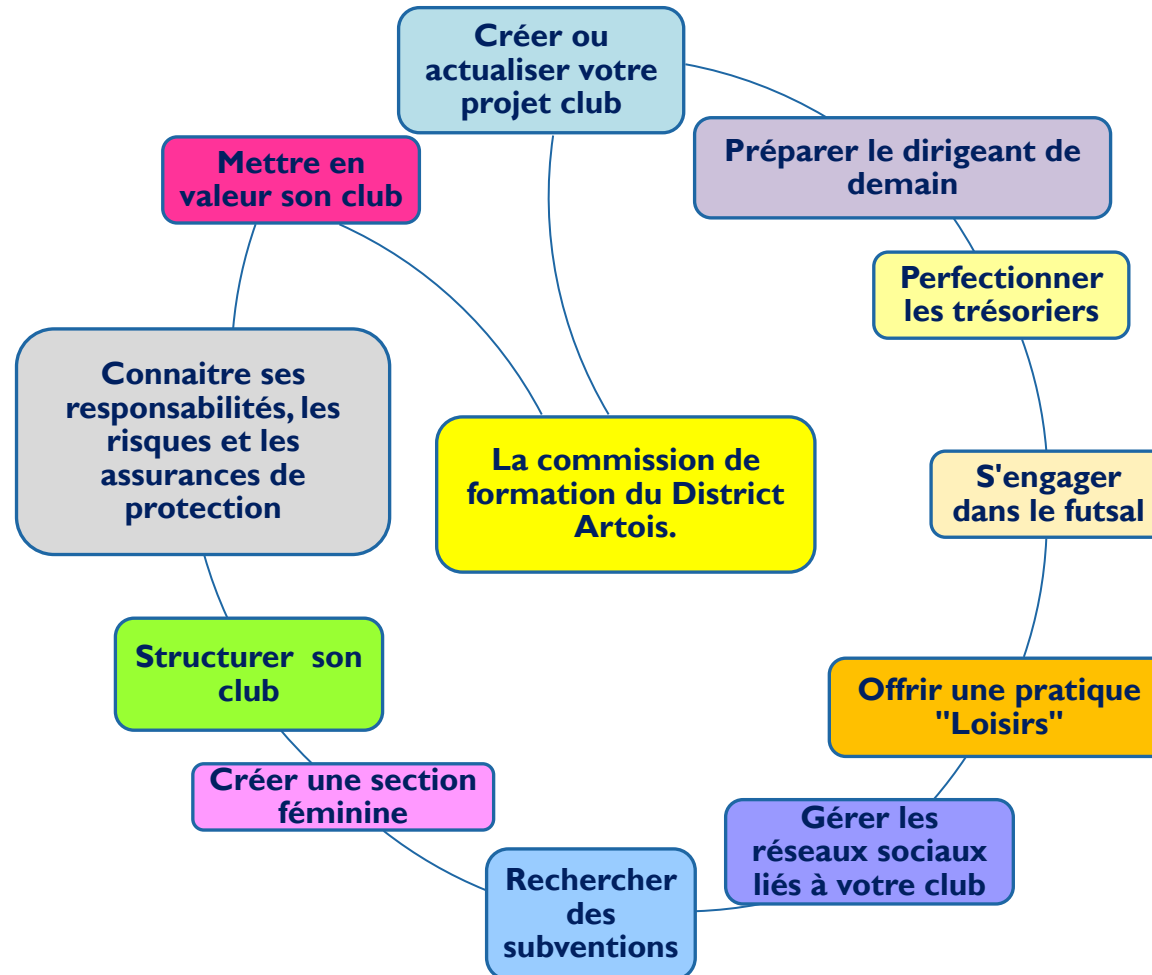 Créer ou
actualiser votre
projet club
Préparer le dirigeant de
demain
Perfectionner
les trésoriers
S'engager
dans le futsal
Offrir une pratique
"Loisirs"
Gérer les
réseaux sociaux
liés à votre club
Rechercher
des
subventions
Créer une section
féminine
Structurer son
club
Connaitre ses
responsabilités, les
risques et les
assurances de
protection
Mettre en
valeur son club
La commission de
formation du District
Artois.